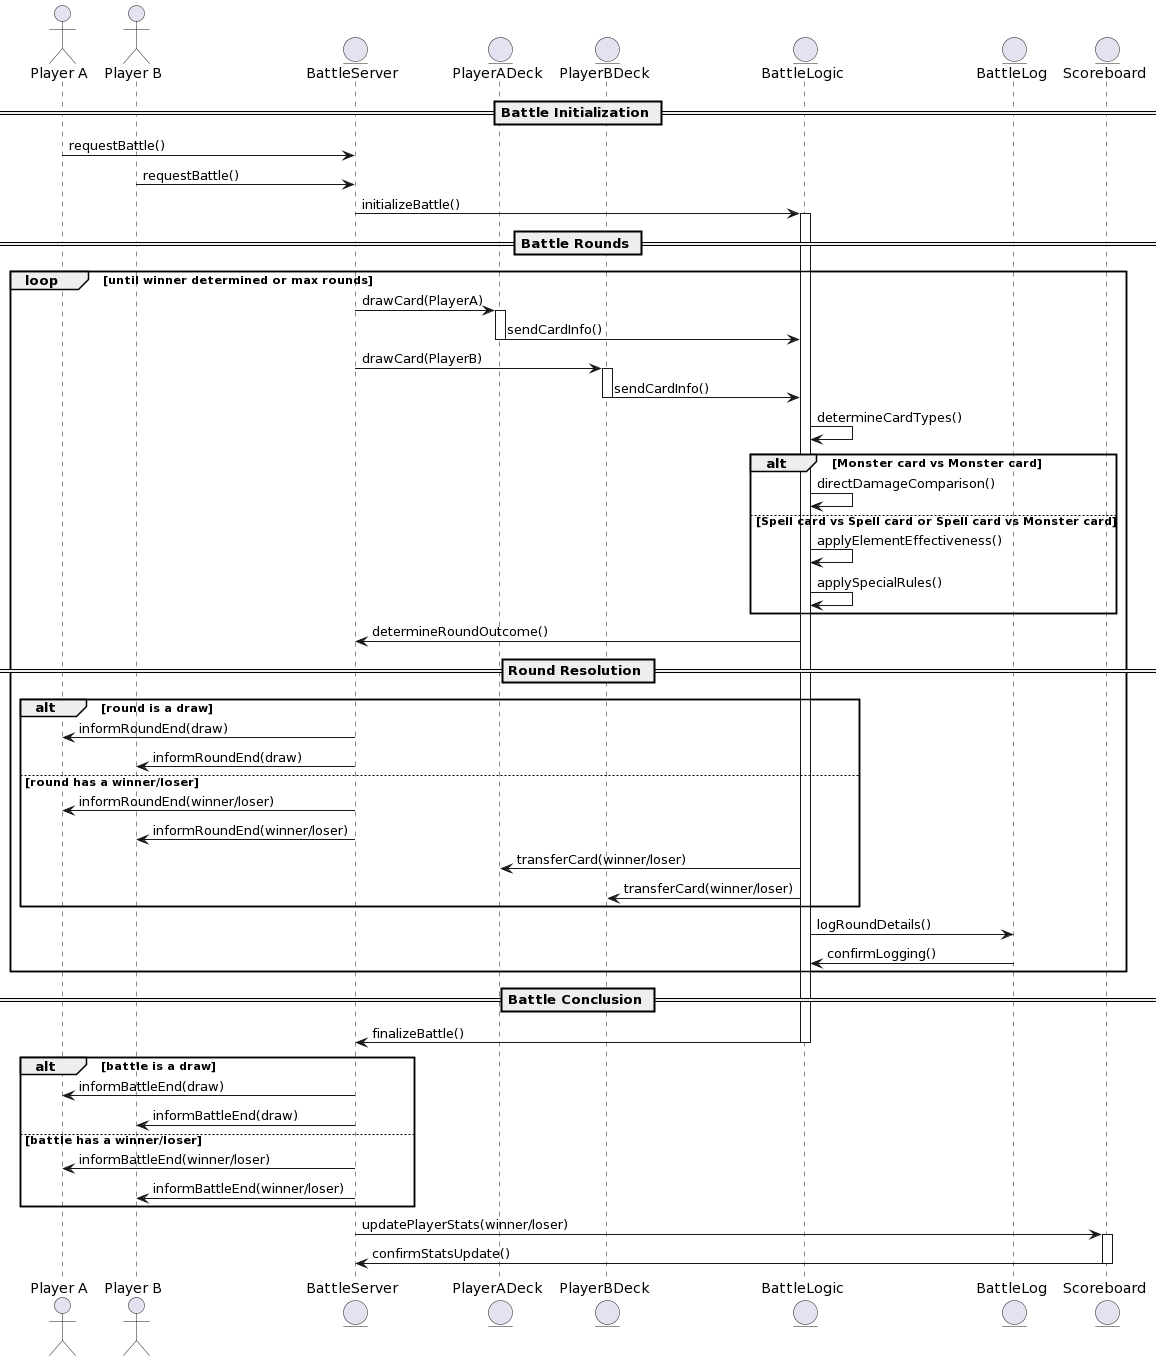 Player A
Player B
BattleServer
PlayerADeck
PlayerBDeck
BattleLogic
BattleLog
Scoreboard
Battle Initialization
requestBattle()
requestBattle()
initializeBattle()
Battle Rounds
loop
[until winner determined or max rounds]
drawCard(PlayerA)
sendCardInfo()
drawCard(PlayerB)
sendCardInfo()
determineCardTypes()
alt
[Monster card vs Monster card]
directDamageComparison()
[Spell card vs Spell card or Spell card vs Monster card]
applyElementEffectiveness()
applySpecialRules()
determineRoundOutcome()
Round Resolution
alt
[round is a draw]
informRoundEnd(draw)
informRoundEnd(draw)
[round has a winner/loser]
informRoundEnd(winner/loser)
informRoundEnd(winner/loser)
transferCard(winner/loser)
transferCard(winner/loser)
logRoundDetails()
confirmLogging()
Battle Conclusion
finalizeBattle()
alt
[battle is a draw]
informBattleEnd(draw)
informBattleEnd(draw)
[battle has a winner/loser]
informBattleEnd(winner/loser)
informBattleEnd(winner/loser)
updatePlayerStats(winner/loser)
confirmStatsUpdate()
Player A
Player B
BattleServer
PlayerADeck
PlayerBDeck
BattleLogic
BattleLog
Scoreboard